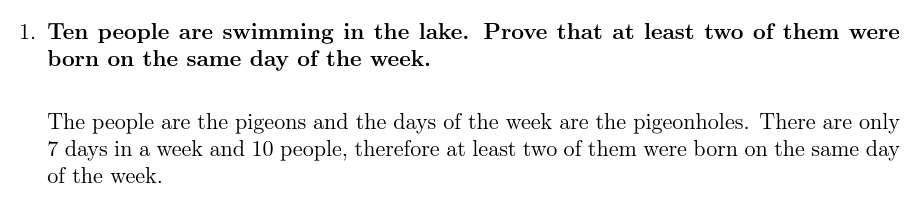 1. Ten people are swimming in the lake. Prove that at least two of them were
born on the same day of the week.
The people are the pigeons and the days of the week are the pigeonholes. There are only
7 days in a week and 10 people, therefore at least two of them were born on the same day
of the week.